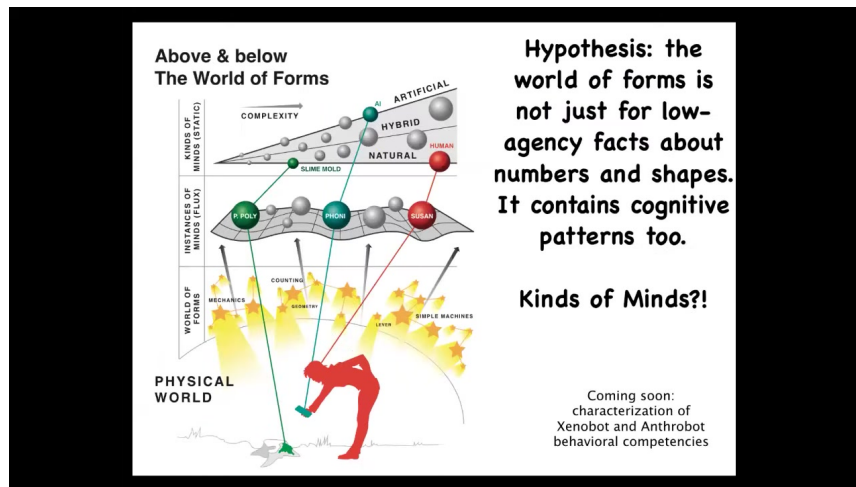 Above & below
The World of Forms
KINDS OF
MINDS (STATIC)
COMPLEXITY
AI
ARTIFICIAL
HYBRID
NATURAL
HUMAN
SLIME MOLD
INSTANCES OF
MINDS (FLUX)
P. POLY
PHONI
SUSAN
WORLD OF
FORMS
MECHANICS
COUNTING
GEOMETRY
LEVER
SIMPLE MACHINES
PHYSICAL
WORLD
Hypothesis: the
world of forms is
not just for low-
agency facts about
numbers and shapes.
It contains cognitive
patterns too.
Kinds of Minds?!
Coming soon:
characterization of
Xenobot and Anthrobot
behavioral competencies